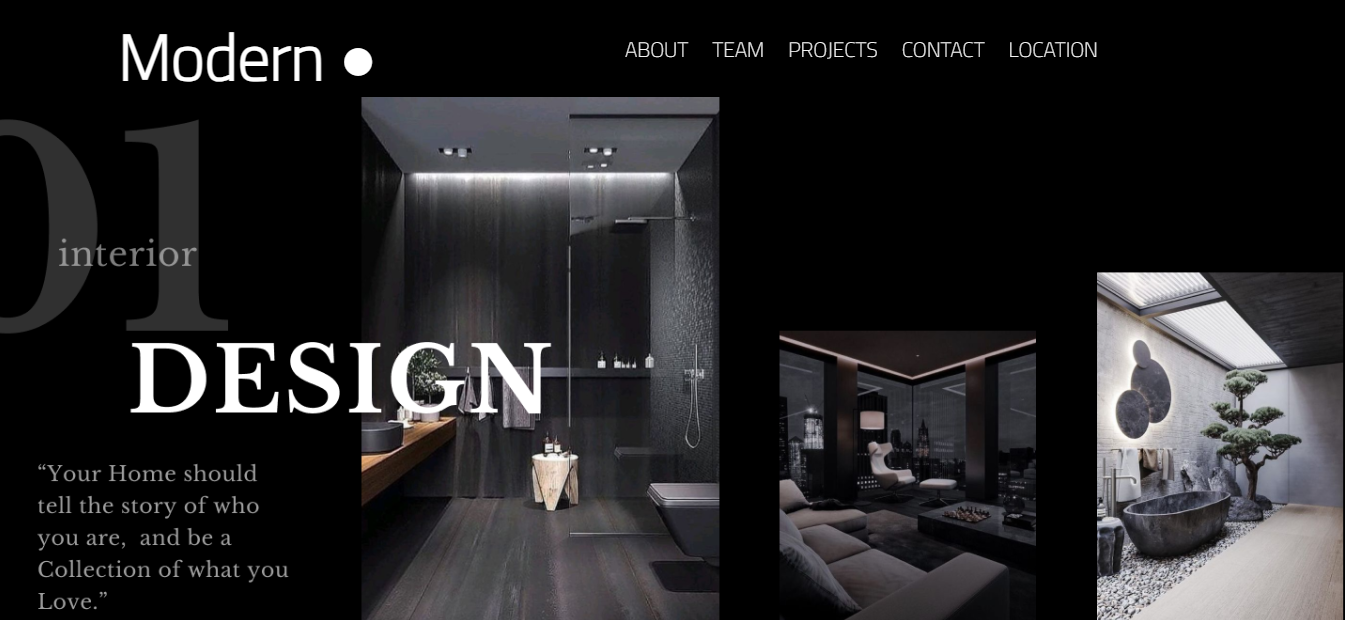 Modern
ABOUT TEAM PROJECTS CONTACT LOCATION
01
interior
DESIGN
“Your Home should
tell the story of who
you are,  and be a
Collection of what you
Love.”